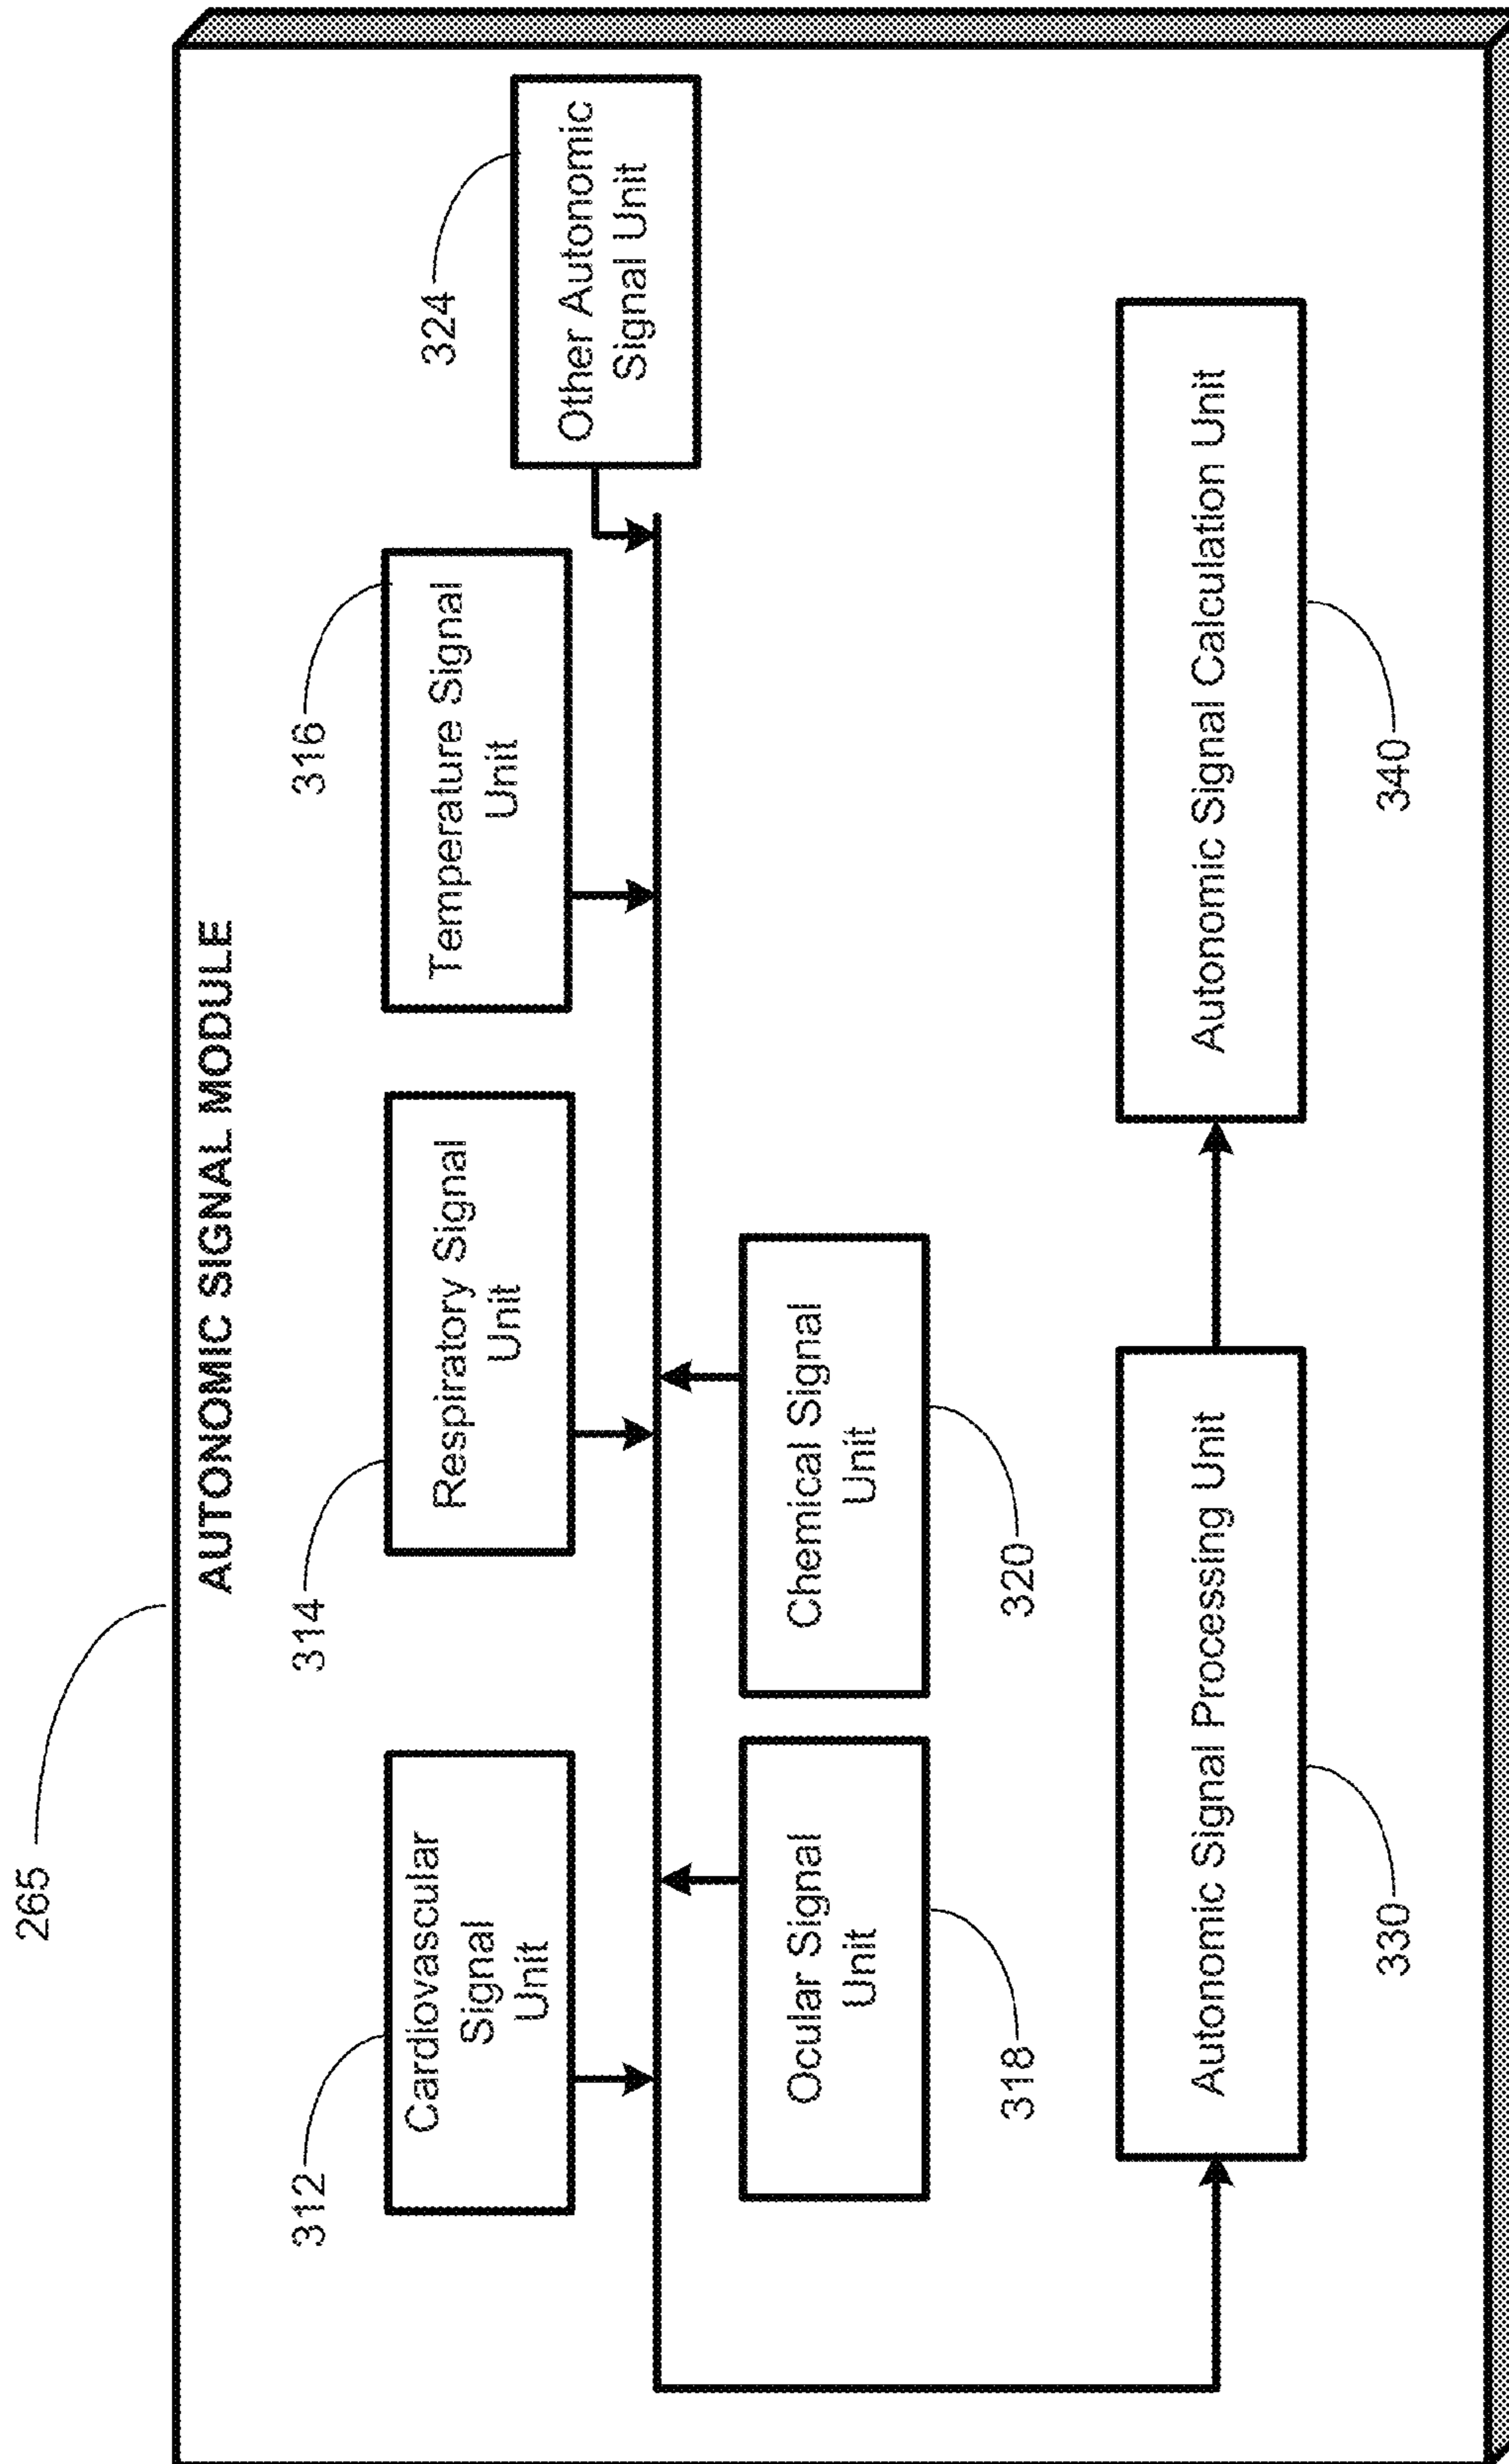 265
AUTONOMIC SIGNAL MODULE
312
Cardiovascular
Signal
Unit
314
Respiratory Signal
Unit
316
Temperature Signal
Unit
324
Other Autonomic
Signal Unit
Ocular Signal
Unit
318
Chemical Signal
Unit
320
Autonomic Signal Processing Unit
330
Autonomic Signal Calculation Unit
340